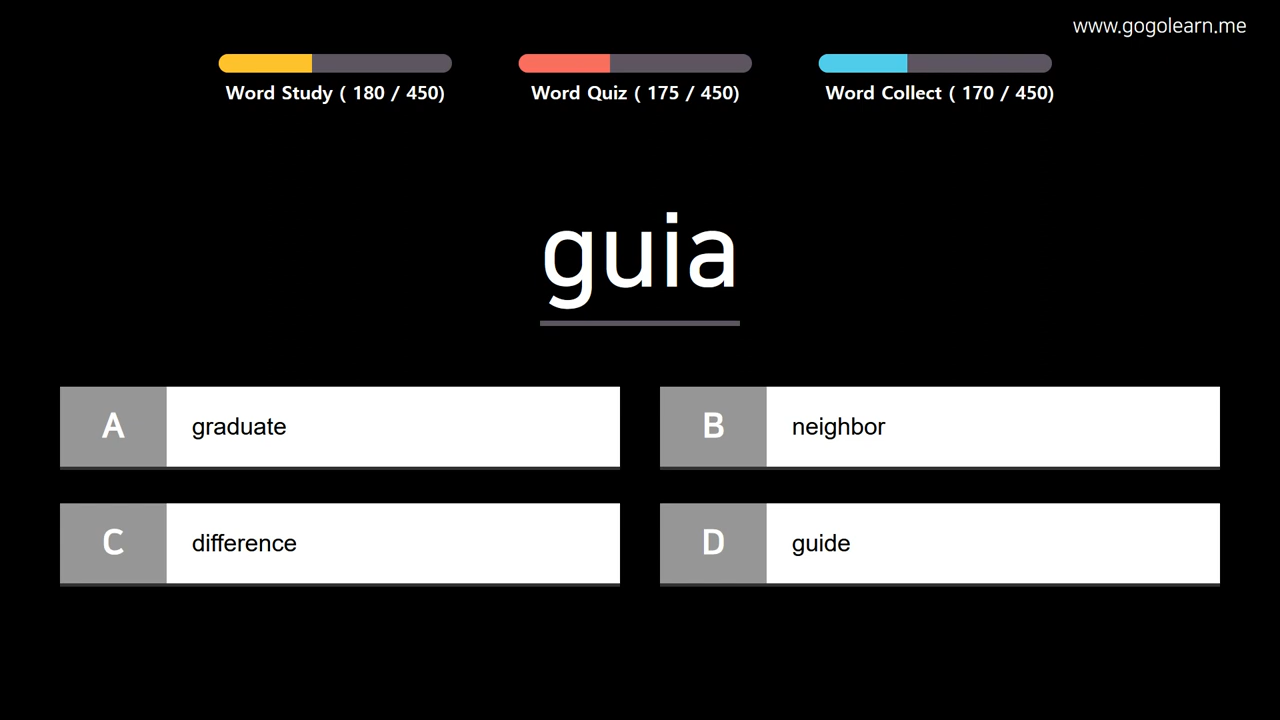 www.gogolearn.me
Word Study ( 180 / 450)
Word Quiz ( 175 / 450)
Word Collect ( 170 / 450)
guia
A graduate
B neighbor
C difference
D guide